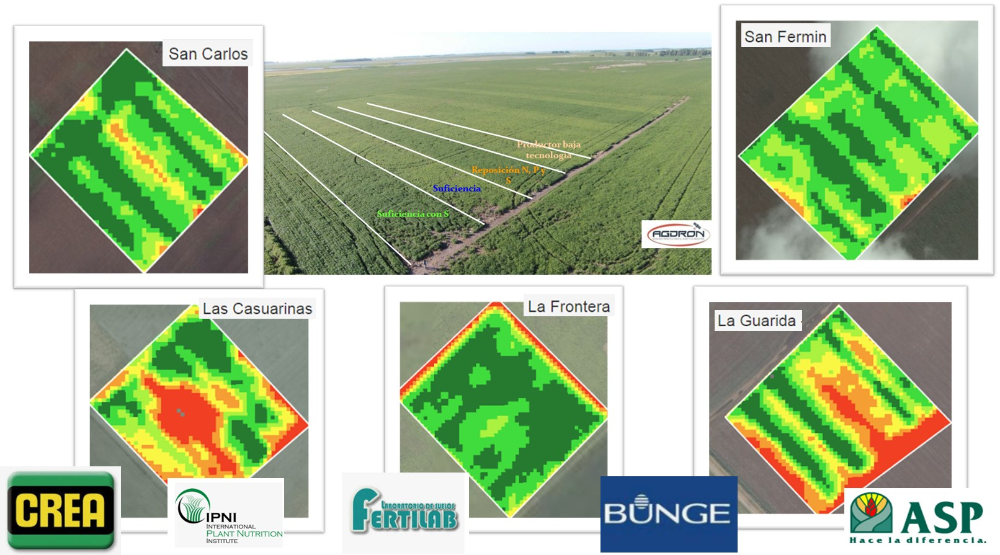 San Carlos
San Fermin
Productor baja
tecnología
Reposición N, P y
S
Suficiencia
Suficiencia con S
AGDRON
Las Casuarinas
La Frontera
La Guarida -
CREA
IPNI
INTERNATIONAL
PLANT NUTRITION
INSTITUTE
LABORATORIO DE SUELOS
FERTILAB
BUNGE
ASP
Hace la diferencia.